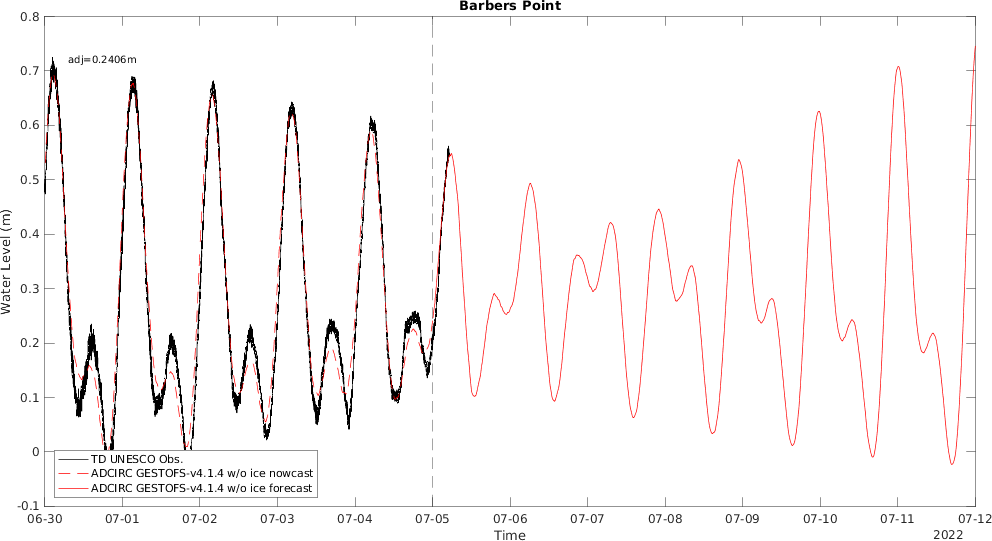 Barbers Point
adj=0.2406m
0.8
0.7
0.6
0.5
0.4
0.3
0.2
0.1
0
-0.1
Water Level (m)
TD UNESCO Obs.
ADCIRC GESTOFS-v4.1.4 w/o ice nowcast
ADCIRC GESTOFS-v4.1.4 w/o ice forecast
06-30 07-01 07-02 07-03 07-04 07-05 07-06 07-07 07-08 07-09 07-10 07-11 07-12
Time
2022